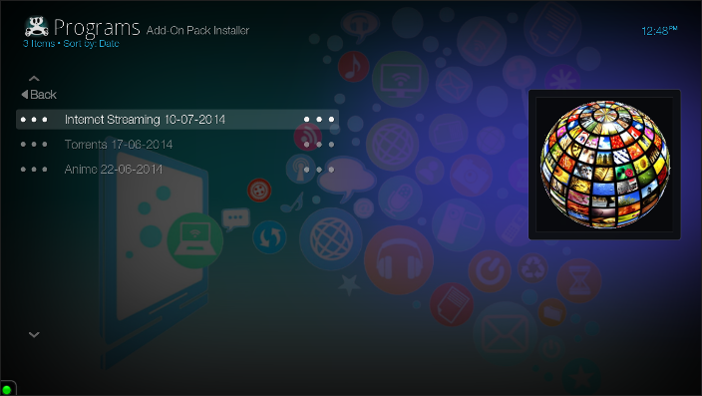 Programs Add-On Pack Installer
12:48PM
3 Items • Sort by: Date
Back
Internet Streaming 10-07-2014
Torrents 17-06-2014
Anime 22-06-2014